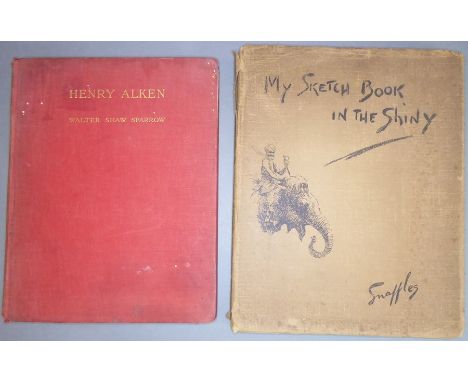 HENRY ALKEN
WALTER SHAW SPARROW
My SKETCH BOOK
IN THE SHINY
Snaffles